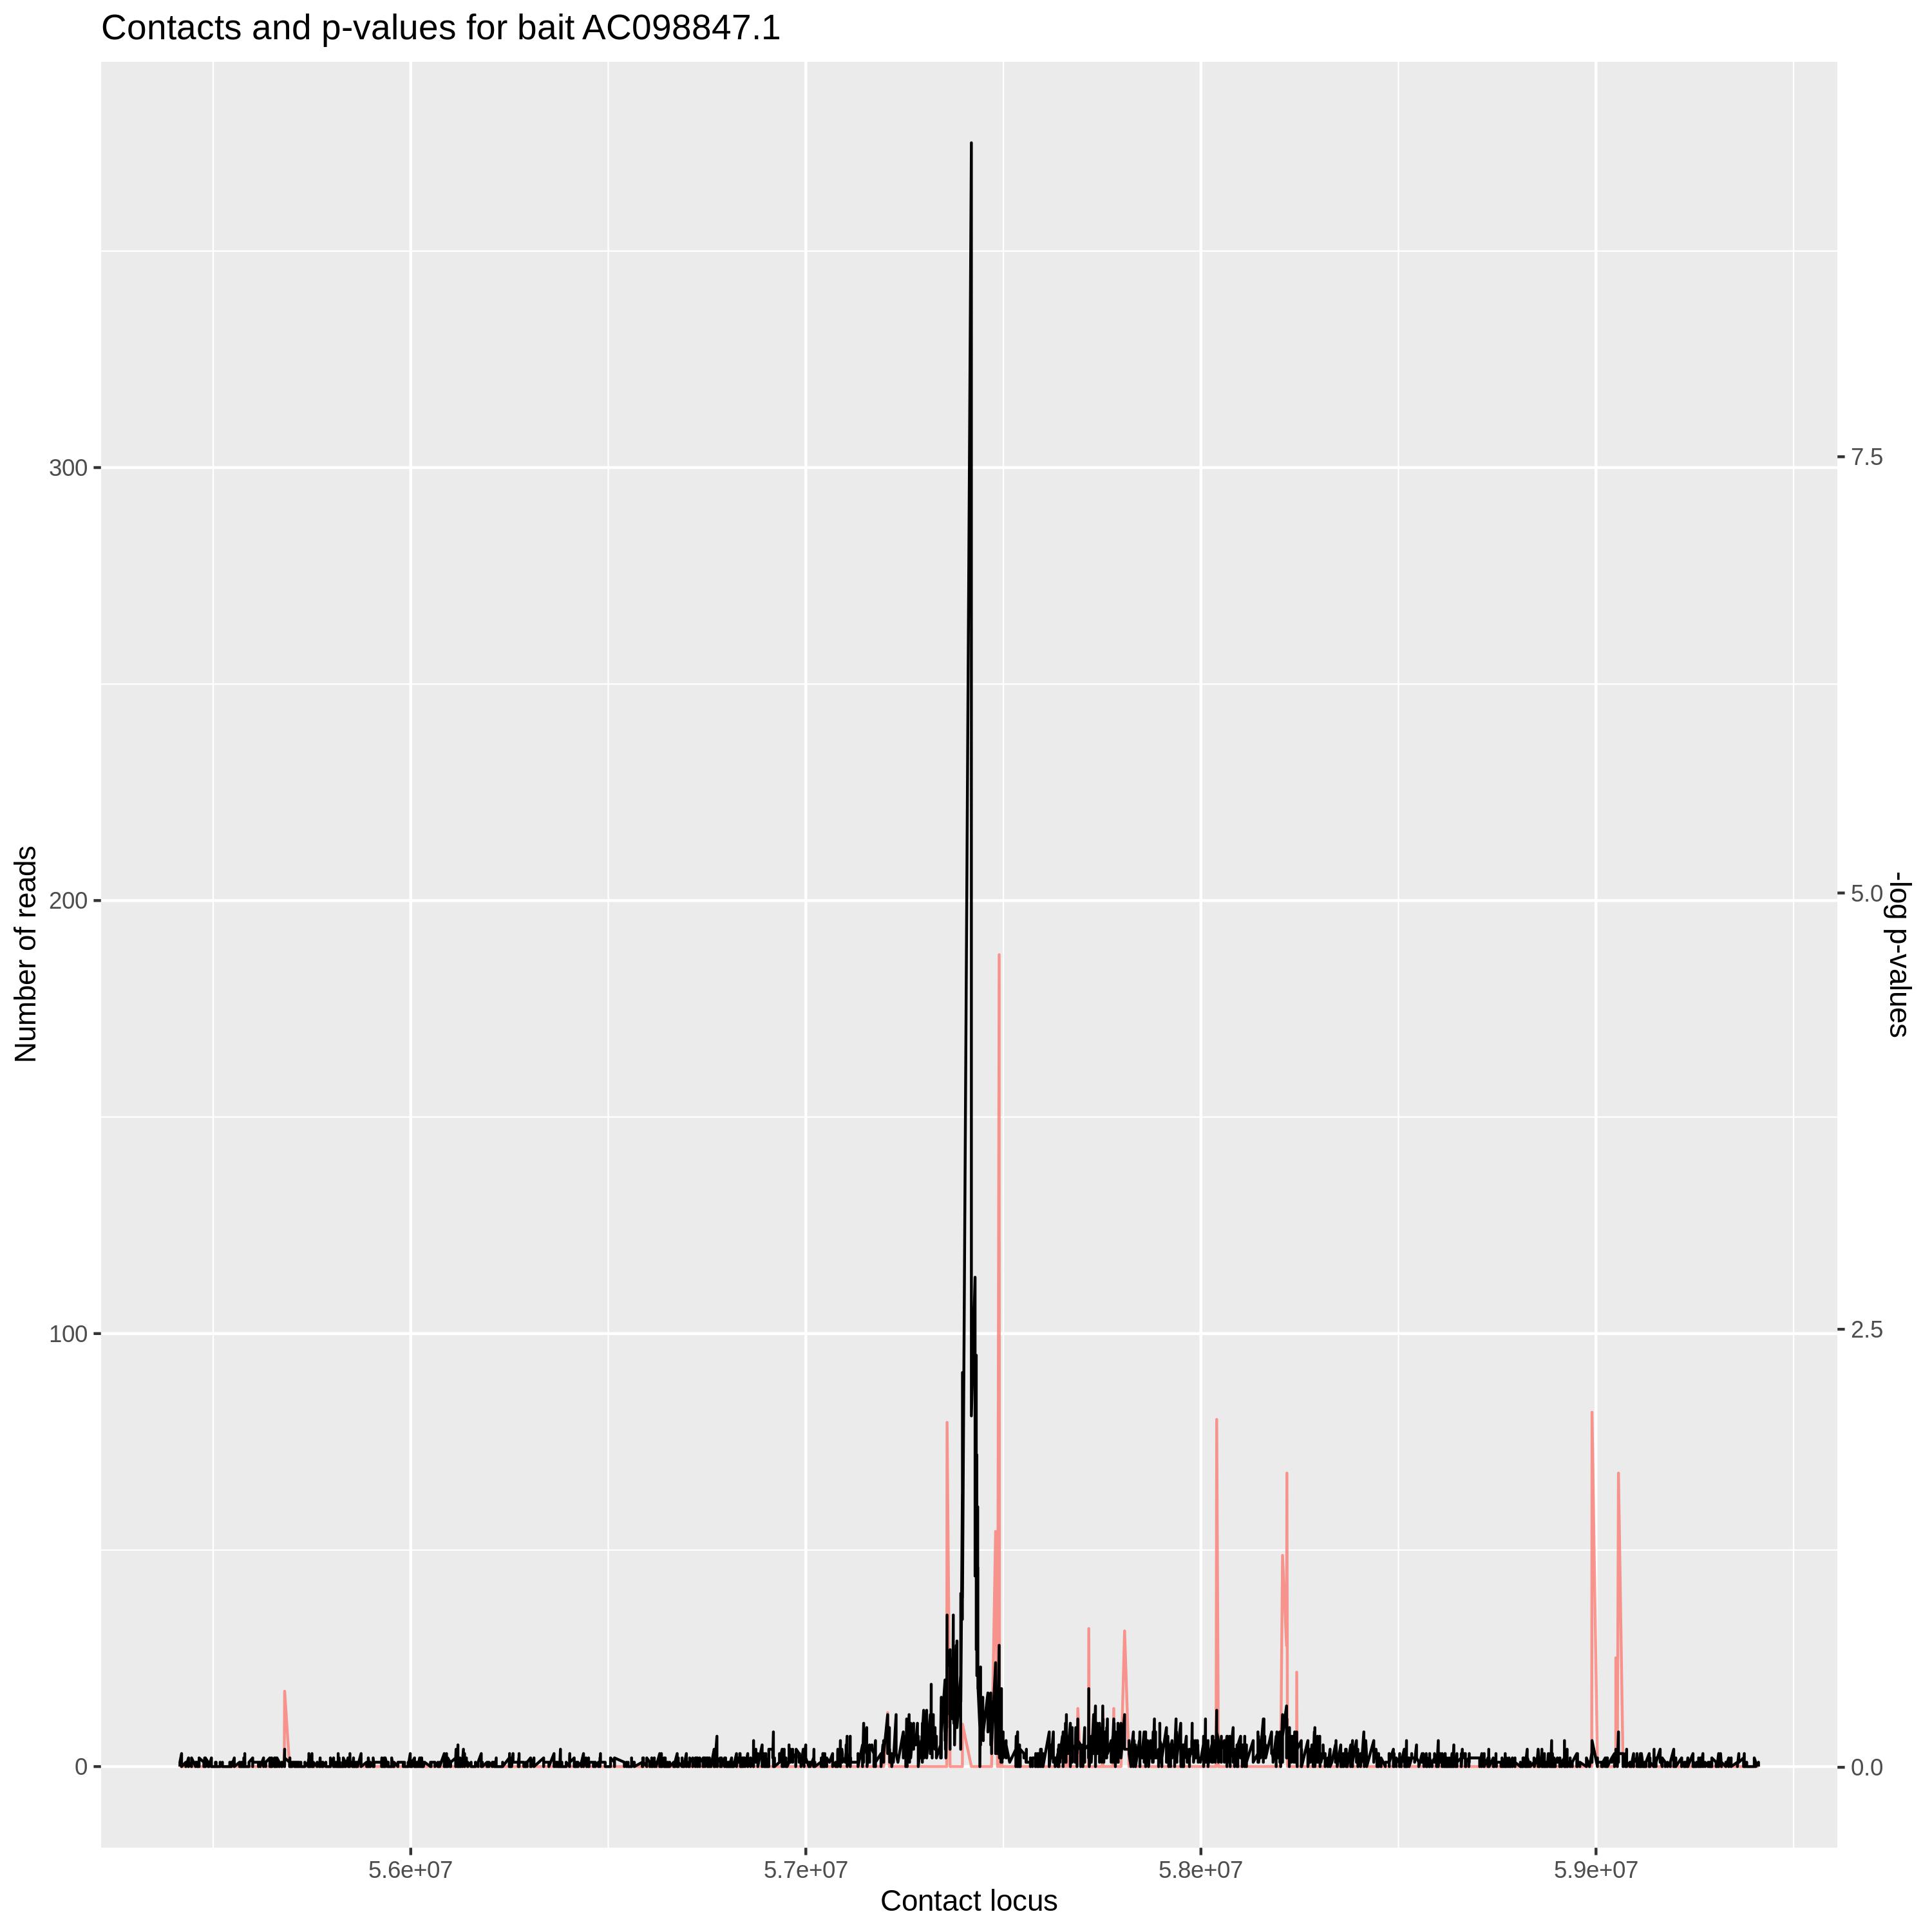 Contacts and p-values for bait AC098847.1
Number of reads
300
200
100
0
7.5
5.0
2.5
0.0
-log p-values
5.6e+07 5.7e+07 5.8e+07 5.9e+07
Contact locus